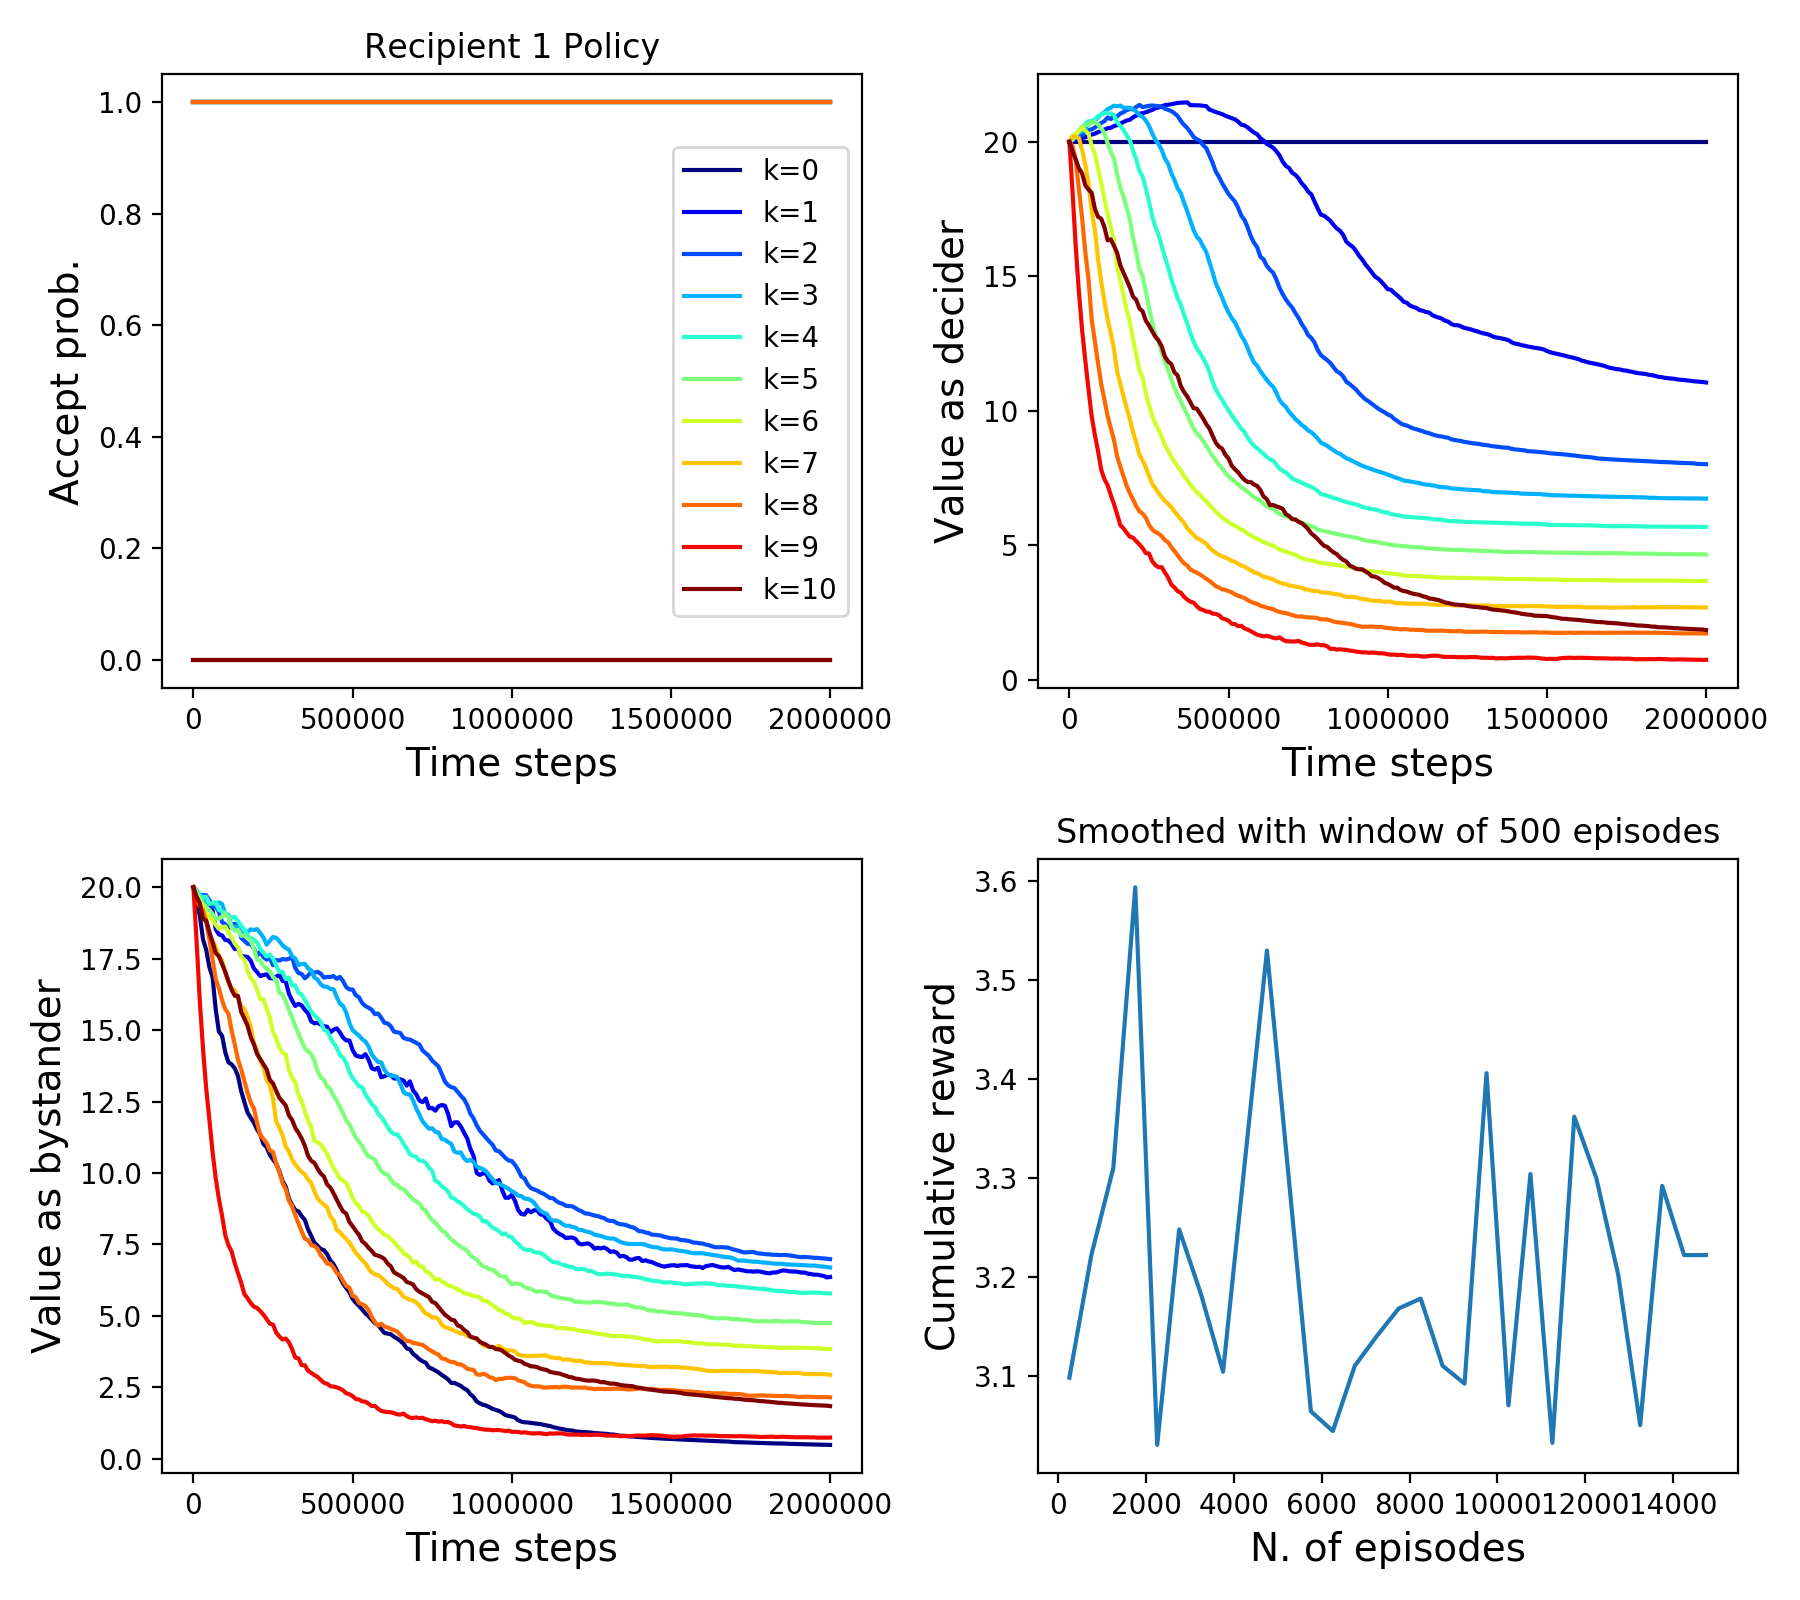 Recipient 1 Policy
Accept prob.
1.0
0.8
0.6
0.4
0.2
0.0
k=0
k=1
k=2
k=3
k=4
k=5
k=6
k=7
k=8
k=9
k=10
0 500000 1000000 1500000 2000000
Time steps
Value as decider
20
15
10
5
0
0 500000 1000000 1500000 2000000
Time steps
Value as bystander
20.0
17.5
15.0
12.5
10.0
7.5
5.0
2.5
0.0
0 500000 1000000 1500000 2000000
Time steps
Smoothed with window of 500 episodes
Cumulative reward
3.6
3.5
3.4
3.3
3.2
3.1
0 2000 4000 6000 8000 10000 12000 14000
N. of episodes